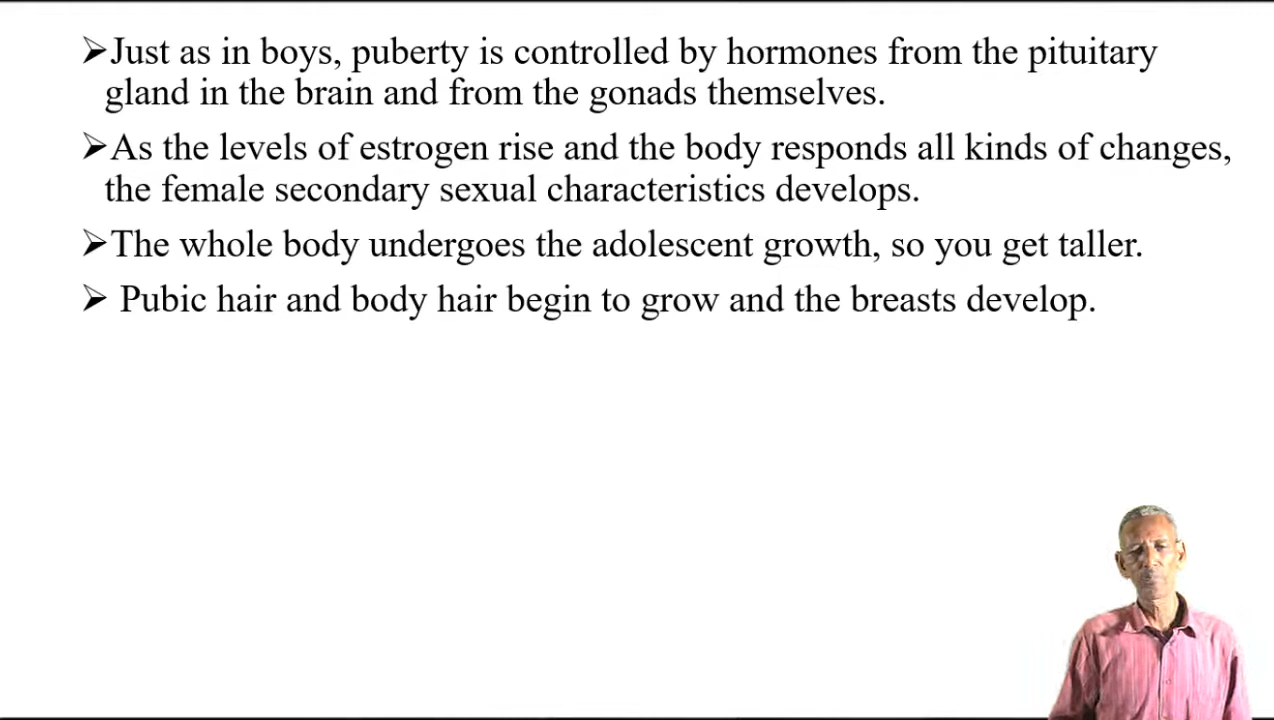 ➢Just as in boys, puberty is controlled by hormones from the pituitary
gland in the brain and from the gonads themselves.
➢As the levels of estrogen rise and the body responds all kinds of changes,
the female secondary sexual characteristics develops.
➢The whole body undergoes the adolescent growth, so you get taller.
➢ Pubic hair and body hair begin to grow and the breasts develop.